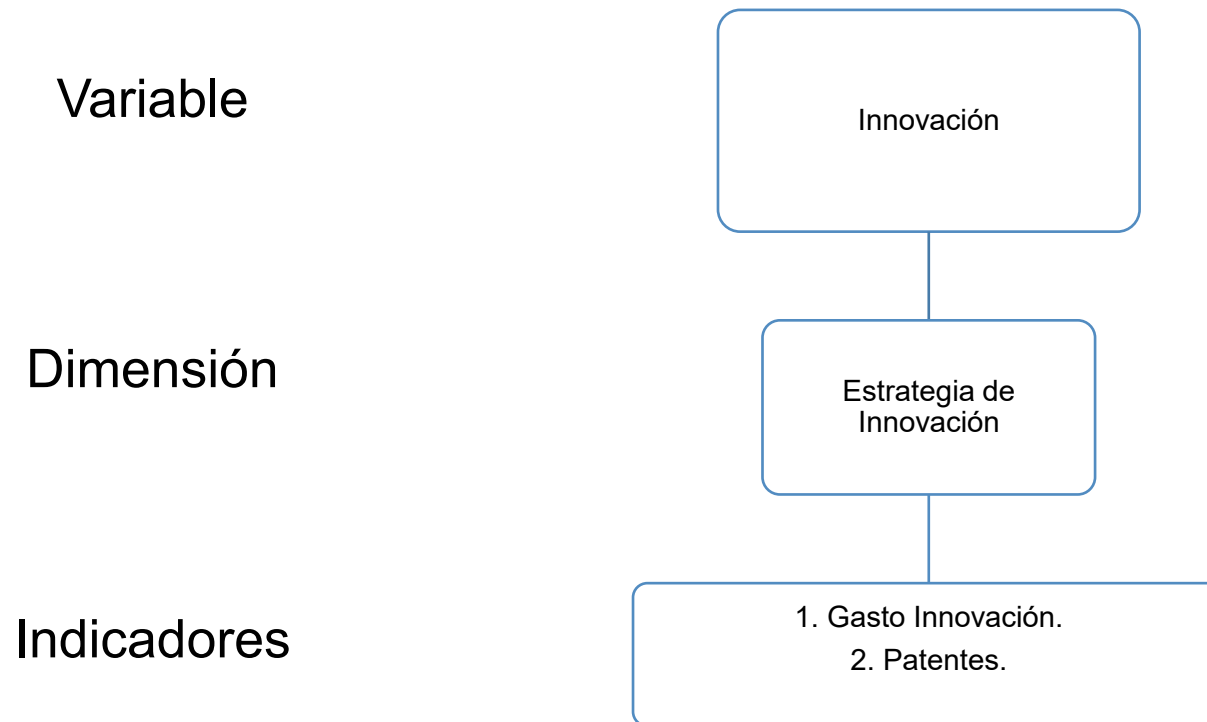 Variable
Innovación
Dimensión
Estrategia de
Innovación
Indicadores
1. Gasto Innovación.
2. Patentes.